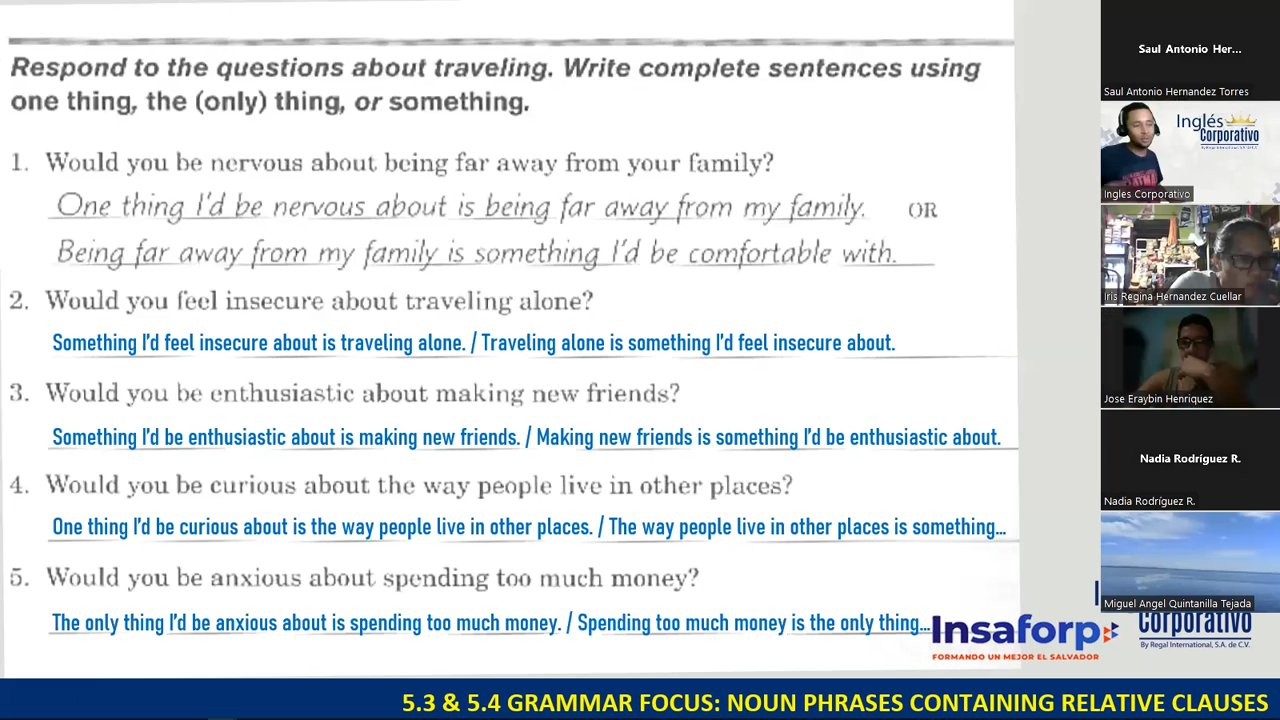 Respond to the questions about traveling. Write complete sentences using
one thing, the (only) thing, or something.
1. Would you be nervous about being far away from your family?
One thing I'd be nervous about is being far away from my family. OR
Being far away from my family is something I'd be comfortable with.
2. Would you feel insecure about traveling alone?
Something I'd feel insecure about is traveling alone. / Traveling alone is something I'd feel insecure about.
3. Would you be enthusiastic about making new friends?
Something I'd be enthusiastic about is making new friends. / Making new friends is something I'd be enthusiastic about.
4. Would you be curious about the way people live in other places?
One thing I'd be curious about is the way people live in other places. / The way people live in other places is something...
5. Would you be anxious about spending too much money?
The only thing I'd be anxious about is spending too much money. / Spending too much money is the only thing...
Insaforp
FORMANDO UN MEJOR EL SALVADOR
Corporativo
By Regal International, S.A. de C.V.
5.3 & 5.4 GRAMMAR FOCUS: NOUN PHRASES CONTAINING RELATIVE CLAUSES
Saul Antonio Her...
Saul Antonio Hernandez Torres
Inglés
Corporativo
Ingles Corporativo
Iris Regina Hernandez Cuellar
Jose Eraybin Henriquez
Nadia Rodríguez R.
Nadia Rodríguez R.
Miguel Angel Quintanilla Tejada